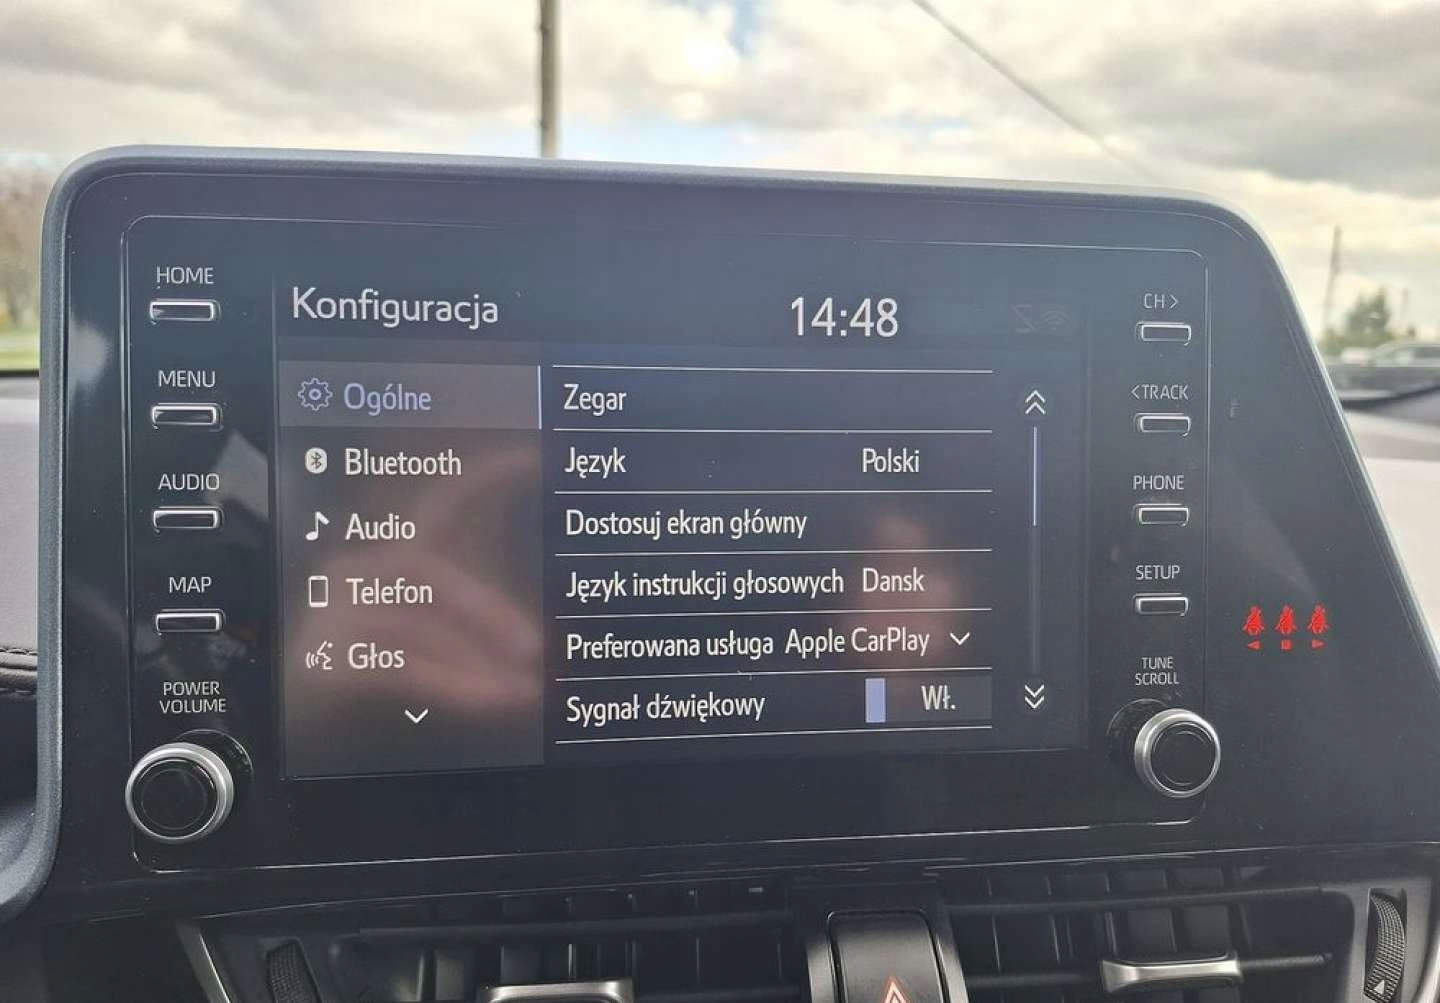 HOME
MENU
AUDIO
MAP
POWER
VOLUME
Konfiguracja
14:48
Ogólne
Bluetooth
Audio
Telefon
Głos
Zegar
Język Polski
Dostosuj ekran główny
Język instrukcji głosowych Dansk
Preferowana usługa Apple CarPlay
Sygnał dźwiękowy Wł.
CH >
< TRACK
PHONE
SETUP
TUNE
SCROLL